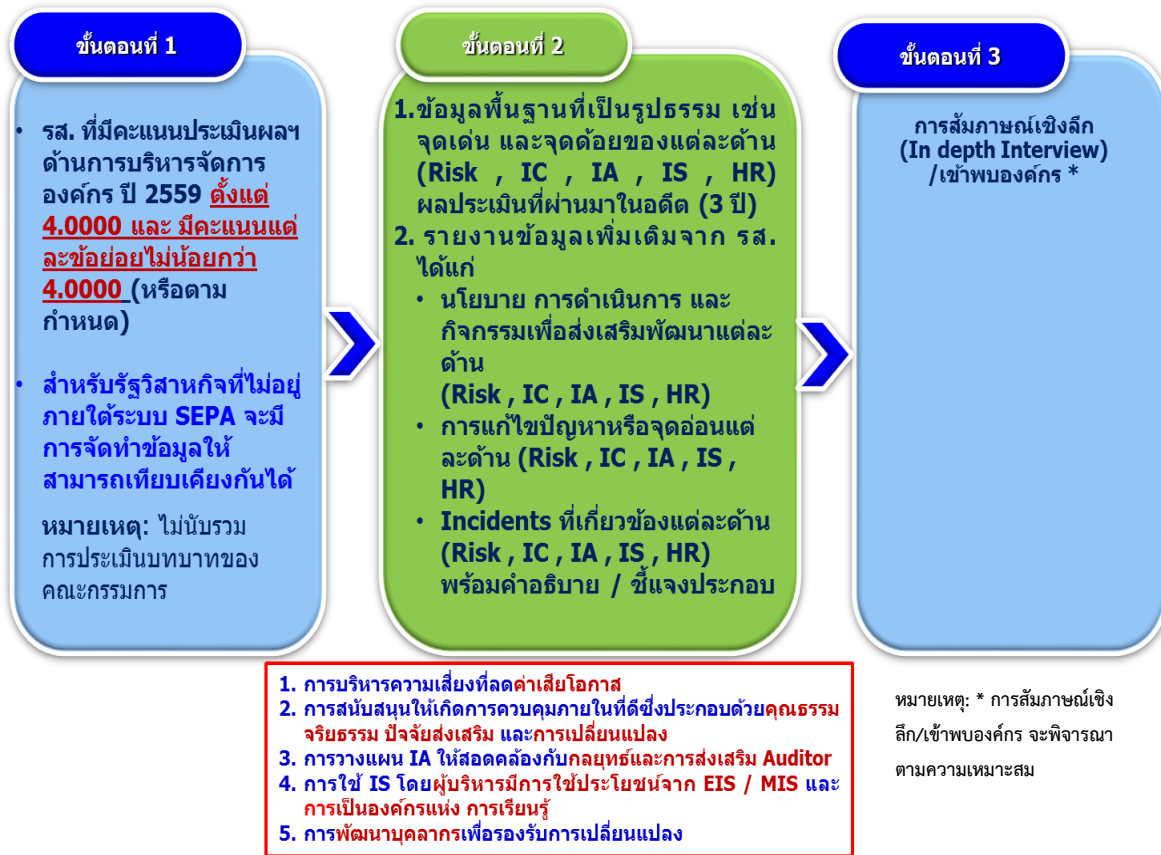 ขั้นตอนที่ 1
• รส. ที่มีคะแนนประเมินผลฯ
ด้านการบริหารจัดการ
องค์กร ปี 2559 ตั้งแต่
4.0000 และ มีคะแนนแต่
ละข้อย่อยไม่น้อยกว่า
4.0000 (หรือตาม
กำหนด)
• สำหรับรัฐวิสาหกิจที่ไม่อยู่
ภายใต้ระบบ SEPA จะมี
การจัดทำข้อมูลให้
สามารถเทียบเคียงกันได้
หมายเหตุ: ไม่นับรวม
การประเมินบทบาทของ
คณะกรรมการ
ขั้นตอนที่ 2
1.ข้อมูลพื้นฐานที่เป็นรูปธรรม เช่น
จุดเด่น และจุดด้อยของแต่ละด้าน
(Risk , IC , IA , IS , HR)
ผลประเมินที่ผ่านมาในอดีต (3 ปี)
2. รายงานข้อมูลเพิ่มเติมจาก รส.
ได้แก่
• นโยบาย การดำเนินการ และ
กิจกรรมเพื่อส่งเสริมพัฒนาแต่ละ
ด้าน
(Risk , IC , IA , IS , HR)
• การแก้ไขปัญหาหรือจุดอ่อนแต่
ละด้าน (Risk , IC , IA , IS ,
HR)
• Incidents ที่เกี่ยวข้องแต่ละด้าน
(Risk , IC , IA , IS , HR)
พร้อมคำอธิบาย / ชี้แจงประกอบ
ขั้นตอนที่ 3
การสัมภาษณ์เชิงลึก
(In depth Interview)
/เข้าพบองค์กร *
1. การบริหารความเสี่ยงที่ลดค่าเสียโอกาส
2. การสนับสนุนให้เกิดการควบคุมภายในที่ดีซึ่งประกอบด้วยคุณธรรม
จริยธรรม ปัจจัยส่งเสริม และการเปลี่ยนแปลง
3. การวางแผน IA ให้สอดคล้องกับกลยุทธ์และการส่งเสริม Auditor
4. การใช้ IS โดยผู้บริหารมีการใช้ประโยชน์จาก EIS / MIS และ
การเป็นองค์กรแห่ง การเรียนรู้
5. การพัฒนาบุคลากรเพื่อรองรับการเปลี่ยนแปลง
หมายเหตุ: * การสัมภาษณ์เชิง
ลึก/เข้าพบองค์กร จะพิจารณา
ตามความเหมาะสม